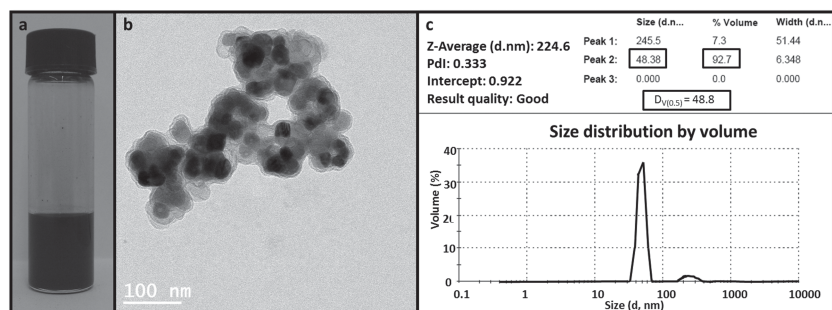 a
b
100 nm
c
Size (d.n... % Volume Width (d.n...
Z-Average (d.nm): 224.6 Peak 1: 245.5 7.3 51.44
PdI: 0.333 Peak 2: 48.38 92.7 6.348
Intercept: 0.922 Peak 3: 0.000 0.0 0.000
Result quality: Good DV(0.5) = 48.8
Size distribution by volume
Volume (%)
40
30
20
10
0
0.1 1 10 100 1000 10000
Size (d, nm)